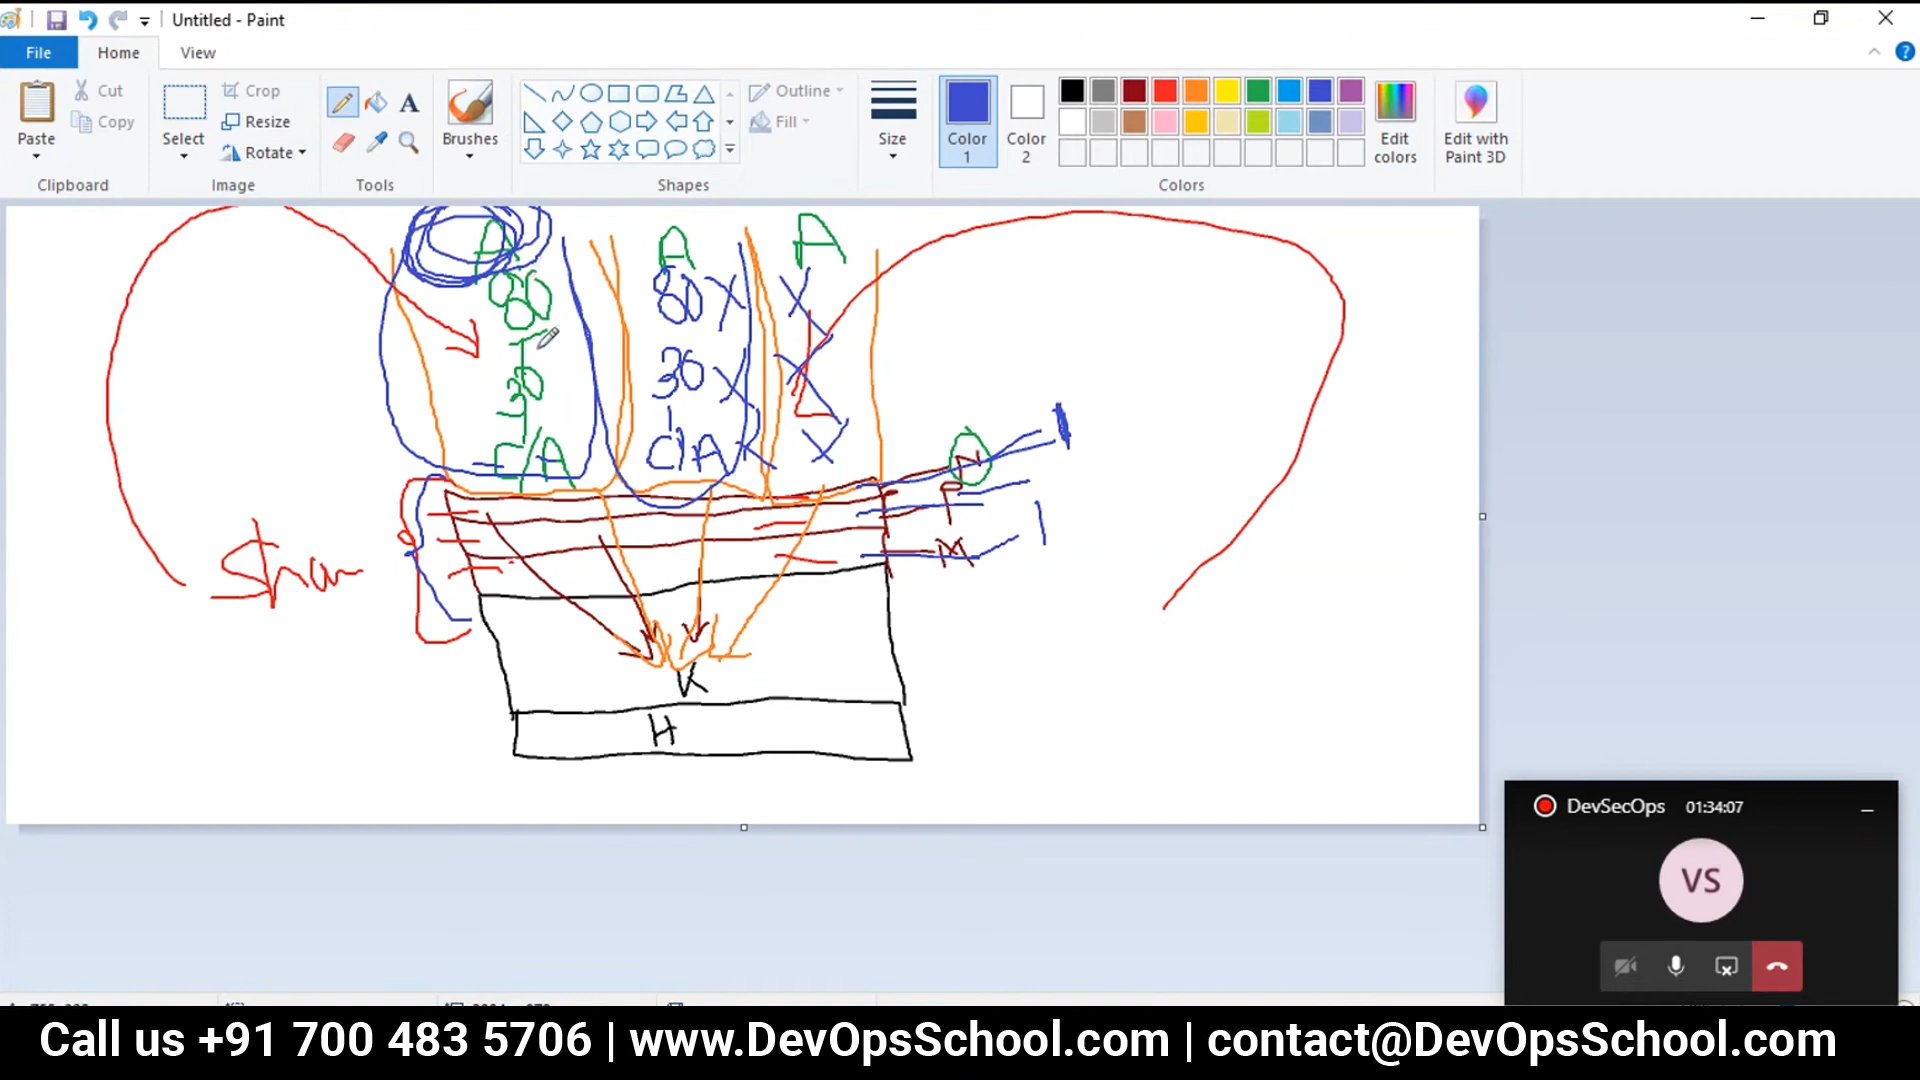 Untitled - Paint
File Home View
Paste
Cut
Copy
Select
Crop
Resize
Rotate
A
Brushes
Outline
Fill
Size
Color 1
Color 2
Edit colors
Edit with Paint 3D
?
Clipboard Image Tools Shapes Colors
A A A
80 80 X X
30 30 X X
C/A C/A X X
N
P
M
K
H
DevSecOps 01:34:07
VS
Call us +91 700 483 5706 | www.DevOpsSchool.com | contact@DevOpsSchool.com